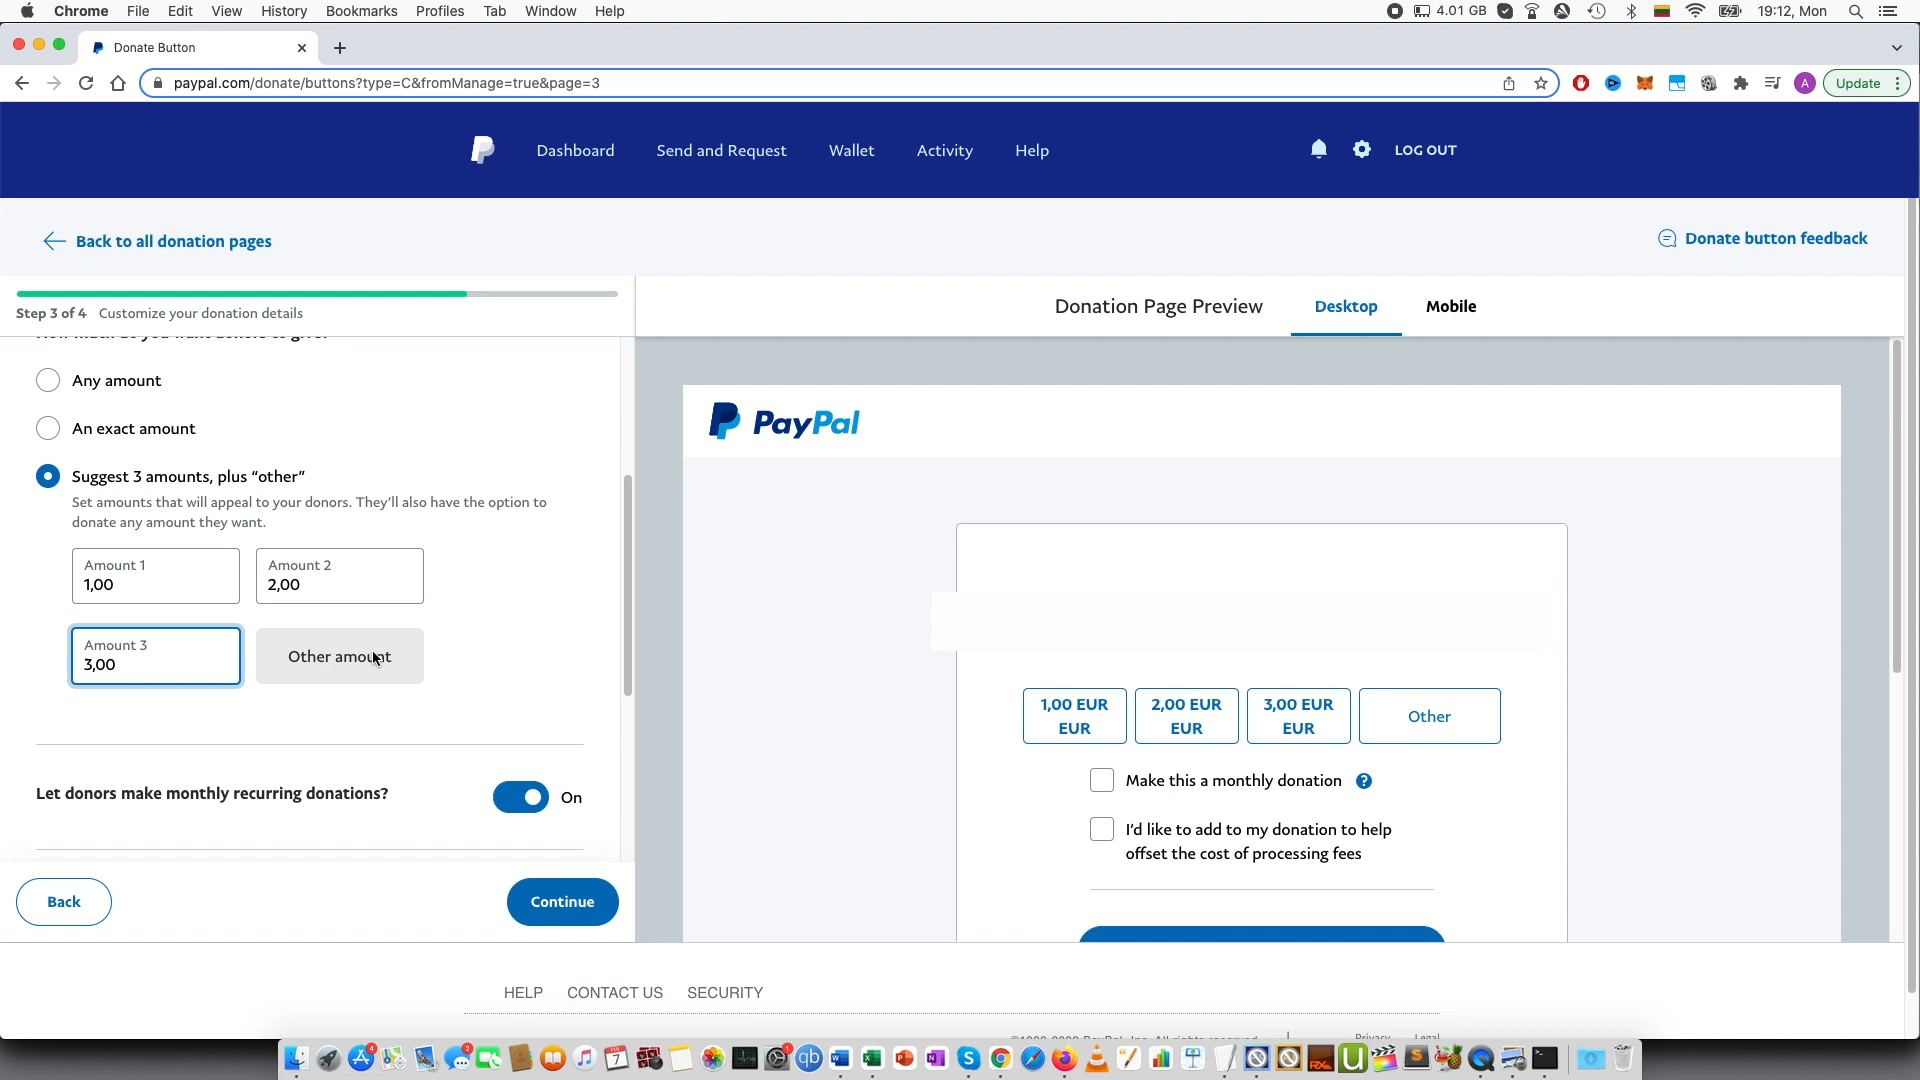 Chrome File Edit View History Bookmarks Profiles Tab Window Help 4.01 GB 19:12, Mon
Donate Button
paypal.com/donate/buttons?type=C&fromManage=true&page=3
Update
Dashboard Send and Request Wallet Activity Help LOG OUT
Back to all donation pages
Donate button feedback
Step 3 of 4 Customize your donation details
Donation Page Preview Desktop Mobile
Any amount
An exact amount
Suggest 3 amounts, plus “other”
Set amounts that will appeal to your donors. They’ll also have the option to
donate any amount they want.
Amount 1
1,00
Amount 2
2,00
Amount 3
3,00
Other amount
Let donors make monthly recurring donations?
On
Back
Continue
PayPal
1,00 EUR
EUR
2,00 EUR
EUR
3,00 EUR
EUR
Other
Make this a monthly donation
I’d like to add to my donation to help
offset the cost of processing fees
HELP CONTACT US SECURITY